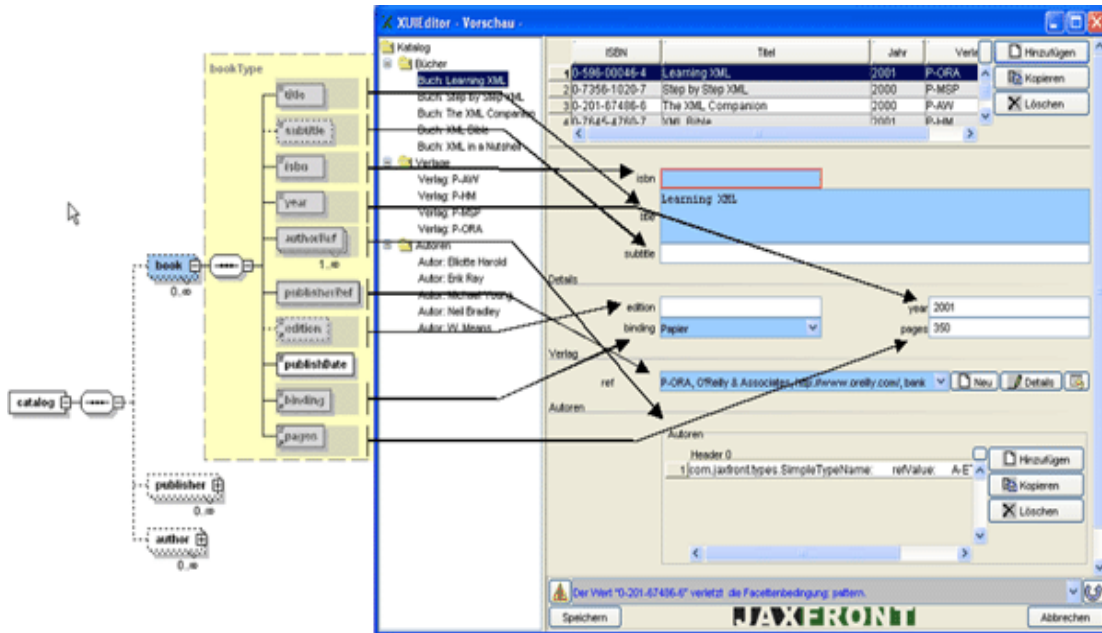 XUIEditor - Vorschau -
bookType
title
subtitle
isbn
year
authorRef
1..∞
publisherRef
edition
publishDate
binding
pages
book
0..∞
catalog
publisher
0..∞
author
0..∞
Katalog
Bücher
Buch: Learning XML
Buch: Step by Step XML
Buch: The XML Companion
Buch: XML Bible
Buch: XML in a Nutshell
Verlage
Verlag: P-AW
Verlag: P-HM
Verlag: P-MSP
Verlag: P-ORA
Autoren
Autor: Elliotte Harold
Autor: Erik Ray
Autor: Michael Young
Autor: Neil Bradley
Autor: W. Means
ISBN Titel Jahr Verla
1 0-596-00046-4 Learning XML 2001 P-ORA
2 0-7356-1020-7 Step by Step XML 2000 P-MSP
3 0-201-67486-6 The XML Companion 2000 P-AW
4 0-7645-4760-7 XML Bible 2001 P-HM
Hinzufügen
Kopieren
Löschen
isbn
title Learning XML
subtitle
Details
edition
year 2001
binding Papier
pages 350
Verlag
ref P-ORA, O'Reilly & Associates, http://www.oreilly.com/, bank
Neu
Details
Autoren
Autoren
Header 0
1 com.jaxfront.types.SimpleTypeName: refValue:
Hinzufügen
Kopieren
Löschen
Der Wert "0-201-67486-6" verletzt die Facettenbedingung: pattern.
Speichern
JAXFRONT
Abbrechen